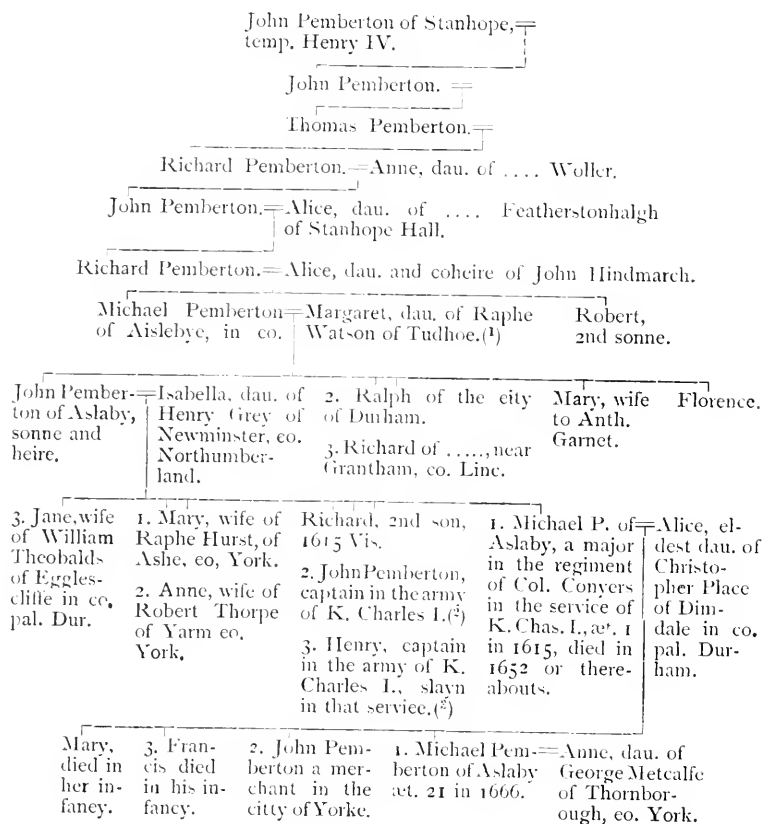 John Pemberton of Stanhope,
temp. Henry IV.
John Pemberton.
Thomas Pemberton.
Richard Pemberton.=Anne, dau. of .... Woller.
John Pemberton.=Alice, dau. of .... Featherstonhalgh
of Stanhope Hall.
Richard Pemberton.=Alice, dau. and coheire of John Hindmarch.
Michael Pemberton
of Aislebye, in co.
Margaret, dau. of Raphe
Watson of Tudhoe.(1)
Robert,
2nd sonne.
John Pember-
ton of Aslaby,
sonne and
heire.
Isabella, dau. of
Henry Grey of
Newminster, co.
Northumber-
land.
2. Ralph of the city
of Durham.
3. Richard of ....., near
Grantham, co. Linc.
Mary, wife
to Anth.
Garnet.
Florence.
3. Jane, wife
of William
Theobalds
of Eggles-
cliffe in co.
pal. Dur.
1. Mary, wife of
Raphe Hurst, of
Ashe, co, York.
2. Anne, wife of
Robert Thorpe
of Yarm co.
York.
Richard, 2nd son,
1615 Vis.
2. John Pemberton,
captain in the army
of K. Charles I.(2)
3. Henry, captain
in the army of K.
Charles I., slayn
in that service.(2)
1. Michael P. of
Aslaby, a major
in the regiment
of Col. Conyers
in the service of
K. Chas. I., æt. 1
in 1615, died in
1652 or there-
abouts.
Alice, el-
dest dau. of
Christo-
pher Place
of Dim-
dale in co.
pal. Dur-
ham.
Mary,
died in
her in-
fancy.
3. Fran-
cis died
in his in-
fancy.
2. John Pem-
berton a mer-
chant in the
citty of Yorke.
1. Michael Pem-
berton of Aslaby
æt. 21 in 1666.
Anne, dau. of
George Metcalfe
of Thornbor-
ough, co. York.